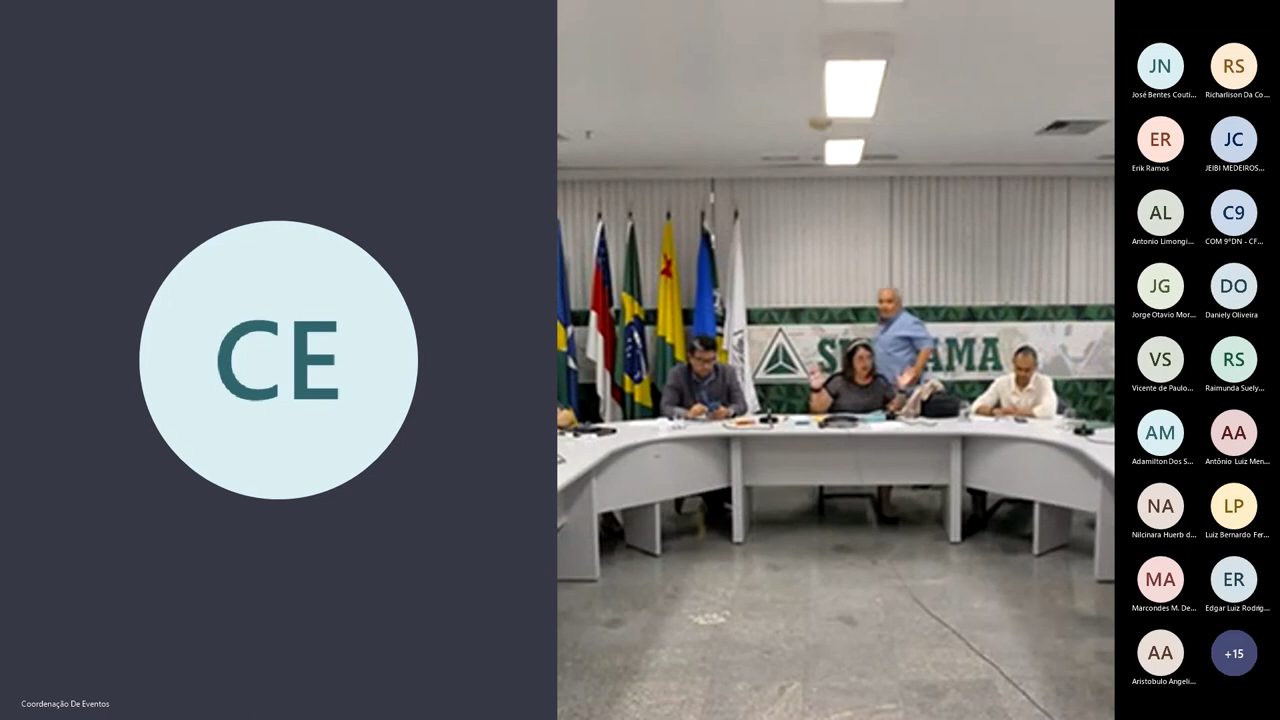 CE
Coordenação De Eventos
JN
José Bentes Couti...
RS
Richarlison Da Co...
ER
Erik Ramos
JC
JEIBI MEDEIROS...
AL
Antonio Limongi...
C9
COM 9ºDN - CF...
JG
Jorge Otavio Mor...
DO
Daniely Oliveira
VS
Vicente de Paulo...
RS
Raimunda Suely...
AM
Adamilton Dos S...
AA
Antônio Luiz Men...
NA
Nilcinara Huerb d...
LP
Luiz Bernardo Fer...
MA
Marcondes M. De...
ER
Edgar Luiz Rodrig...
AA
Aristobulo Angeli...
+15